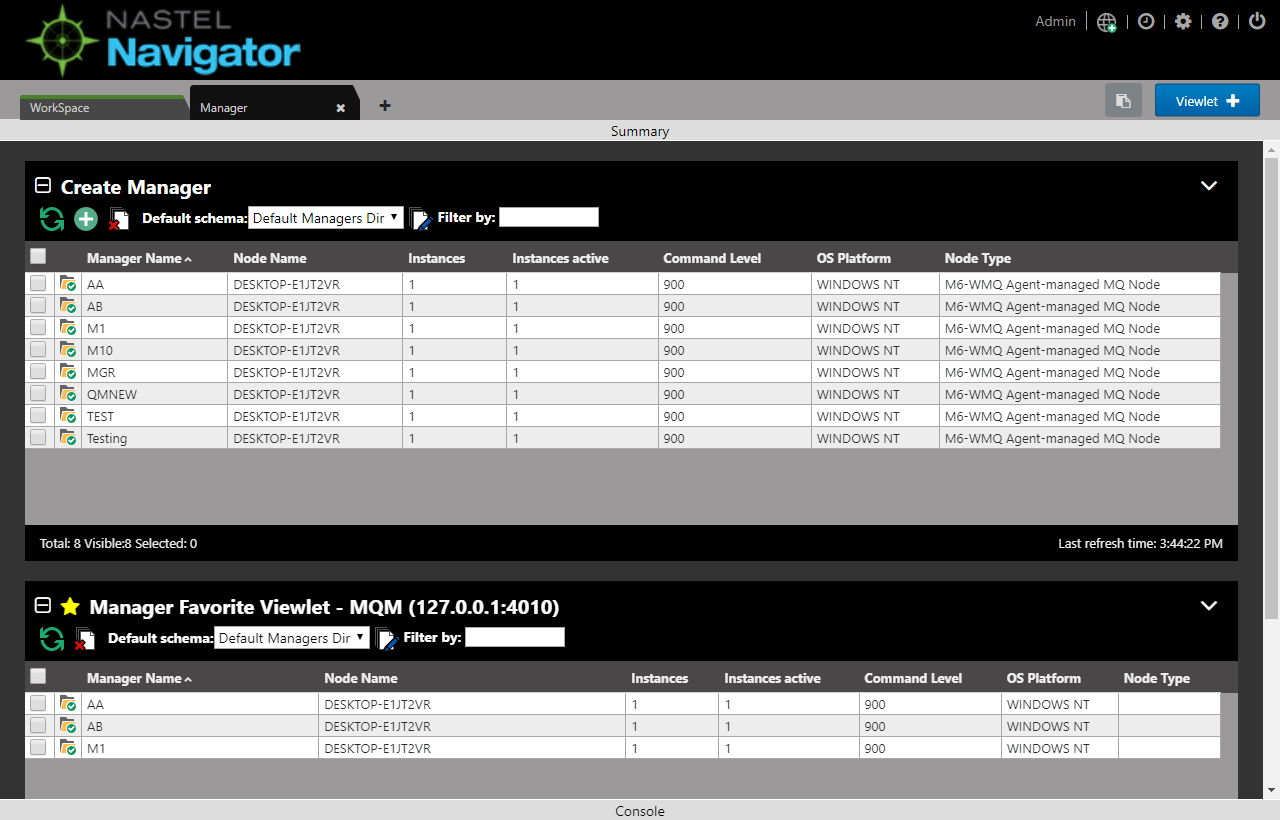 NASTEL
Navigator
Admin
WorkSpace
Manager
Viewlet
Summary
Create Manager
Default schema: Default Managers Dir Filter by:
Manager Name Node Name Instances Instances active Command Level OS Platform Node Type
AA DESKTOP-E1JT2VR 1 1 900 WINDOWS NT M6-WMQ Agent-managed MQ Node
AB DESKTOP-E1JT2VR 1 1 900 WINDOWS NT M6-WMQ Agent-managed MQ Node
M1 DESKTOP-E1JT2VR 1 1 900 WINDOWS NT M6-WMQ Agent-managed MQ Node
M10 DESKTOP-E1JT2VR 1 1 900 WINDOWS NT M6-WMQ Agent-managed MQ Node
MGR DESKTOP-E1JT2VR 1 1 900 WINDOWS NT M6-WMQ Agent-managed MQ Node
QMNEW DESKTOP-E1JT2VR 1 1 900 WINDOWS NT M6-WMQ Agent-managed MQ Node
TEST DESKTOP-E1JT2VR 1 1 900 WINDOWS NT M6-WMQ Agent-managed MQ Node
Testing DESKTOP-E1JT2VR 1 1 900 WINDOWS NT M6-WMQ Agent-managed MQ Node
Total: 8 Visible:8 Selected: 0 Last refresh time: 3:44:22 PM
Manager Favorite Viewlet - MQM (127.0.0.1:4010)
Default schema: Default Managers Dir Filter by:
Manager Name Node Name Instances Instances active Command Level OS Platform Node Type
AA DESKTOP-E1JT2VR 1 1 900 WINDOWS NT
AB DESKTOP-E1JT2VR 1 1 900 WINDOWS NT
M1 DESKTOP-E1JT2VR 1 1 900 WINDOWS NT
Console